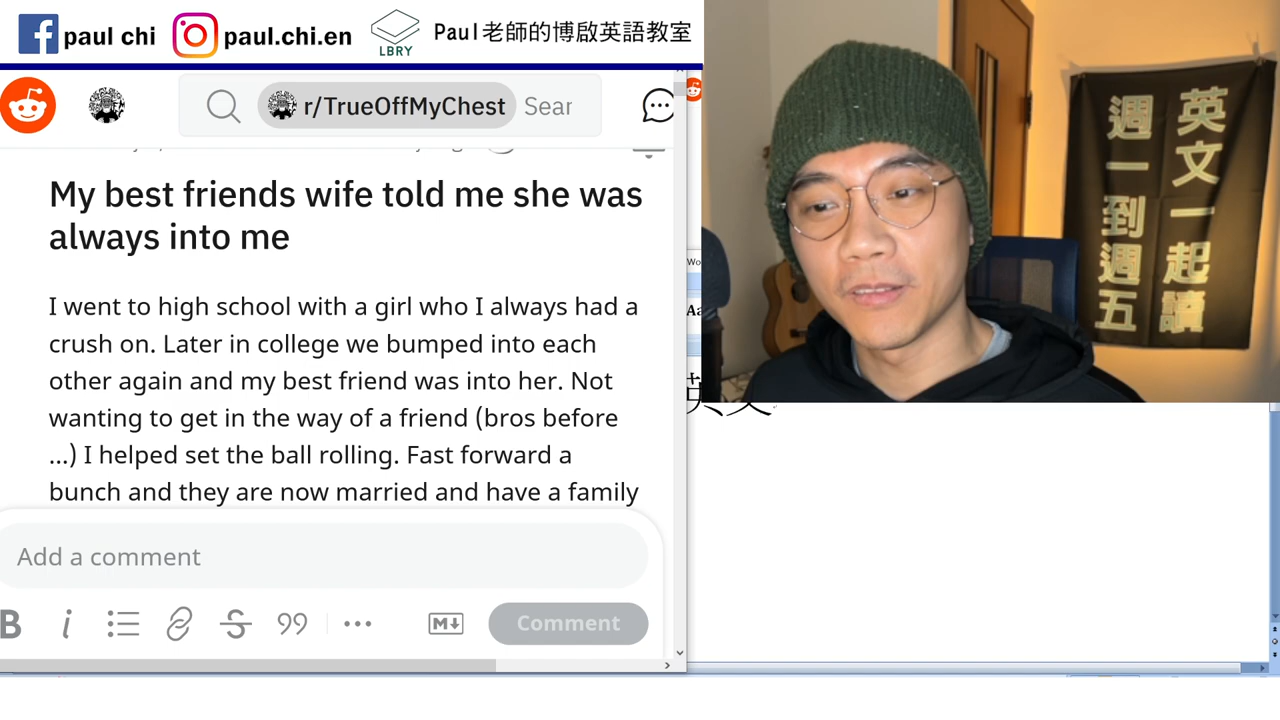 paul chi
paul.chi.en
LBRY
Paul老師的博啟英語教室
r/TrueOffMyChest
Sear
My best friends wife told me she was
always into me
I went to high school with a girl who I always had a
crush on. Later in college we bumped into each
other again and my best friend was into her. Not
wanting to get in the way of a friend (bros before
...) I helped set the ball rolling. Fast forward a
bunch and they are now married and have a family
Add a comment
B i S 99 ... M↓ Comment
Wo
Aa
英文
英文一起讀
週一到週五